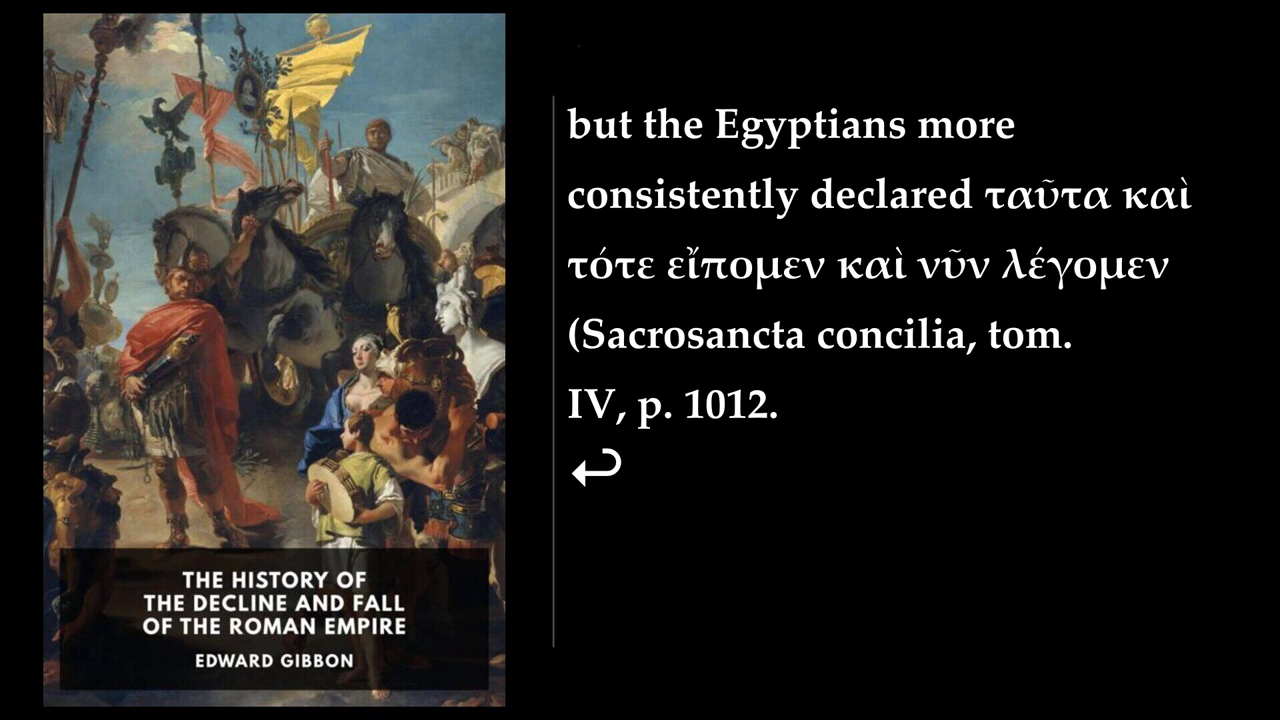 but the Egyptians more
consistently declared ταῦτα καὶ
τότε εἴπομεν καὶ νῦν λέγομεν
(Sacrosancta concilia, tom.
IV, p. 1012.
↩
THE HISTORY OF
THE DECLINE AND FALL
OF THE ROMAN EMPIRE
EDWARD GIBBON